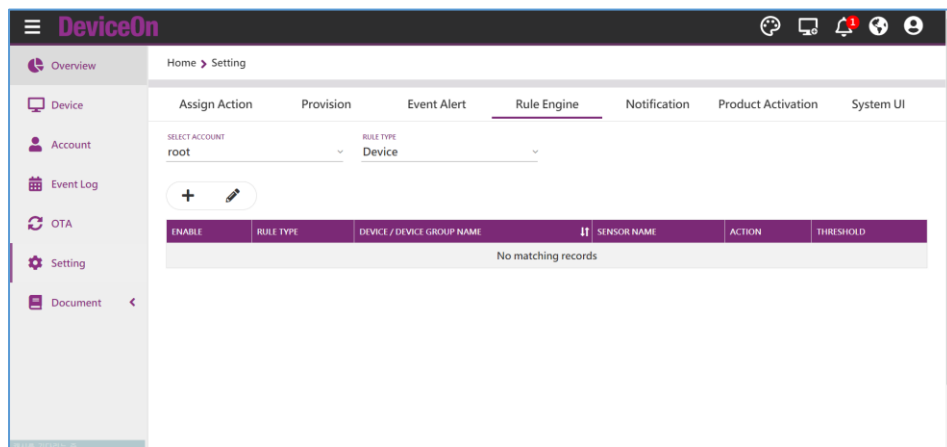 DeviceOn
1
Overview
Home > Setting
Device
Assign Action Provision Event Alert Rule Engine Notification Product Activation System UI
SELECT ACCOUNT RULE TYPE
Account
root Device
Event Log
OTA
ENABLE RULE TYPE DEVICE / DEVICE GROUP NAME SENSOR NAME ACTION THRESHOLD
No matching records
Setting
Document